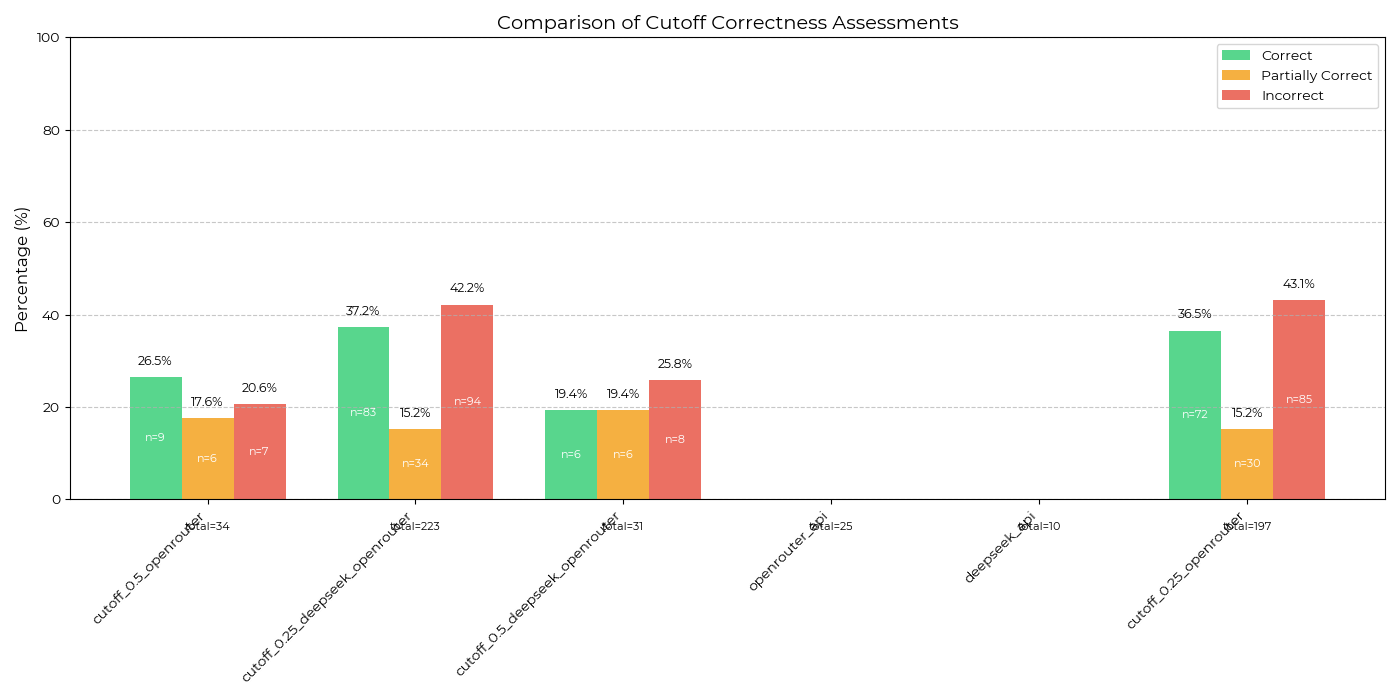 Comparison of Cutoff Correctness Assessments
Percentage (%)
100
80
60
40
20
0
Correct
Partially Correct
Incorrect
26.5%
17.6%
20.6%
37.2%
15.2%
42.2%
19.4%
19.4%
25.8%
36.5%
15.2%
43.1%
n=9
n=6
n=7
n=83
n=34
n=94
n=6
n=6
n=8
n=72
n=30
n=85
total=34
total=223
total=31
total=25
total=10
total=197
cutoff_0.5_openrouter
cutoff_0.25_deepseek_openrouter
cutoff_0.5_deepseek_openrouter
openrouter_api
deepseek_api
cutoff_0.25_openrouter